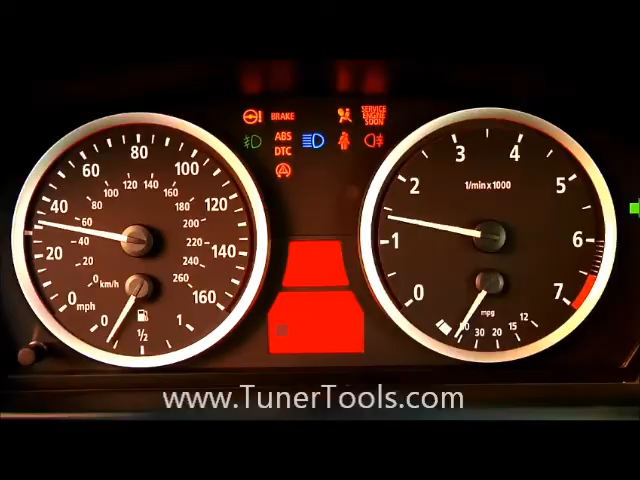 BRAKE
SERVICE
ENGINE
SOON
ABS
DTC
0 20 40 60 80 100 120 140 160
mph
0 20 40 60 80 100 120 140 160 180 200 220 240 260
km/h
0 1/2 1
0 1 2 3 4 5 6 7
1/min x 1000
mpg
30 20 15 12
www.TunerTools.com